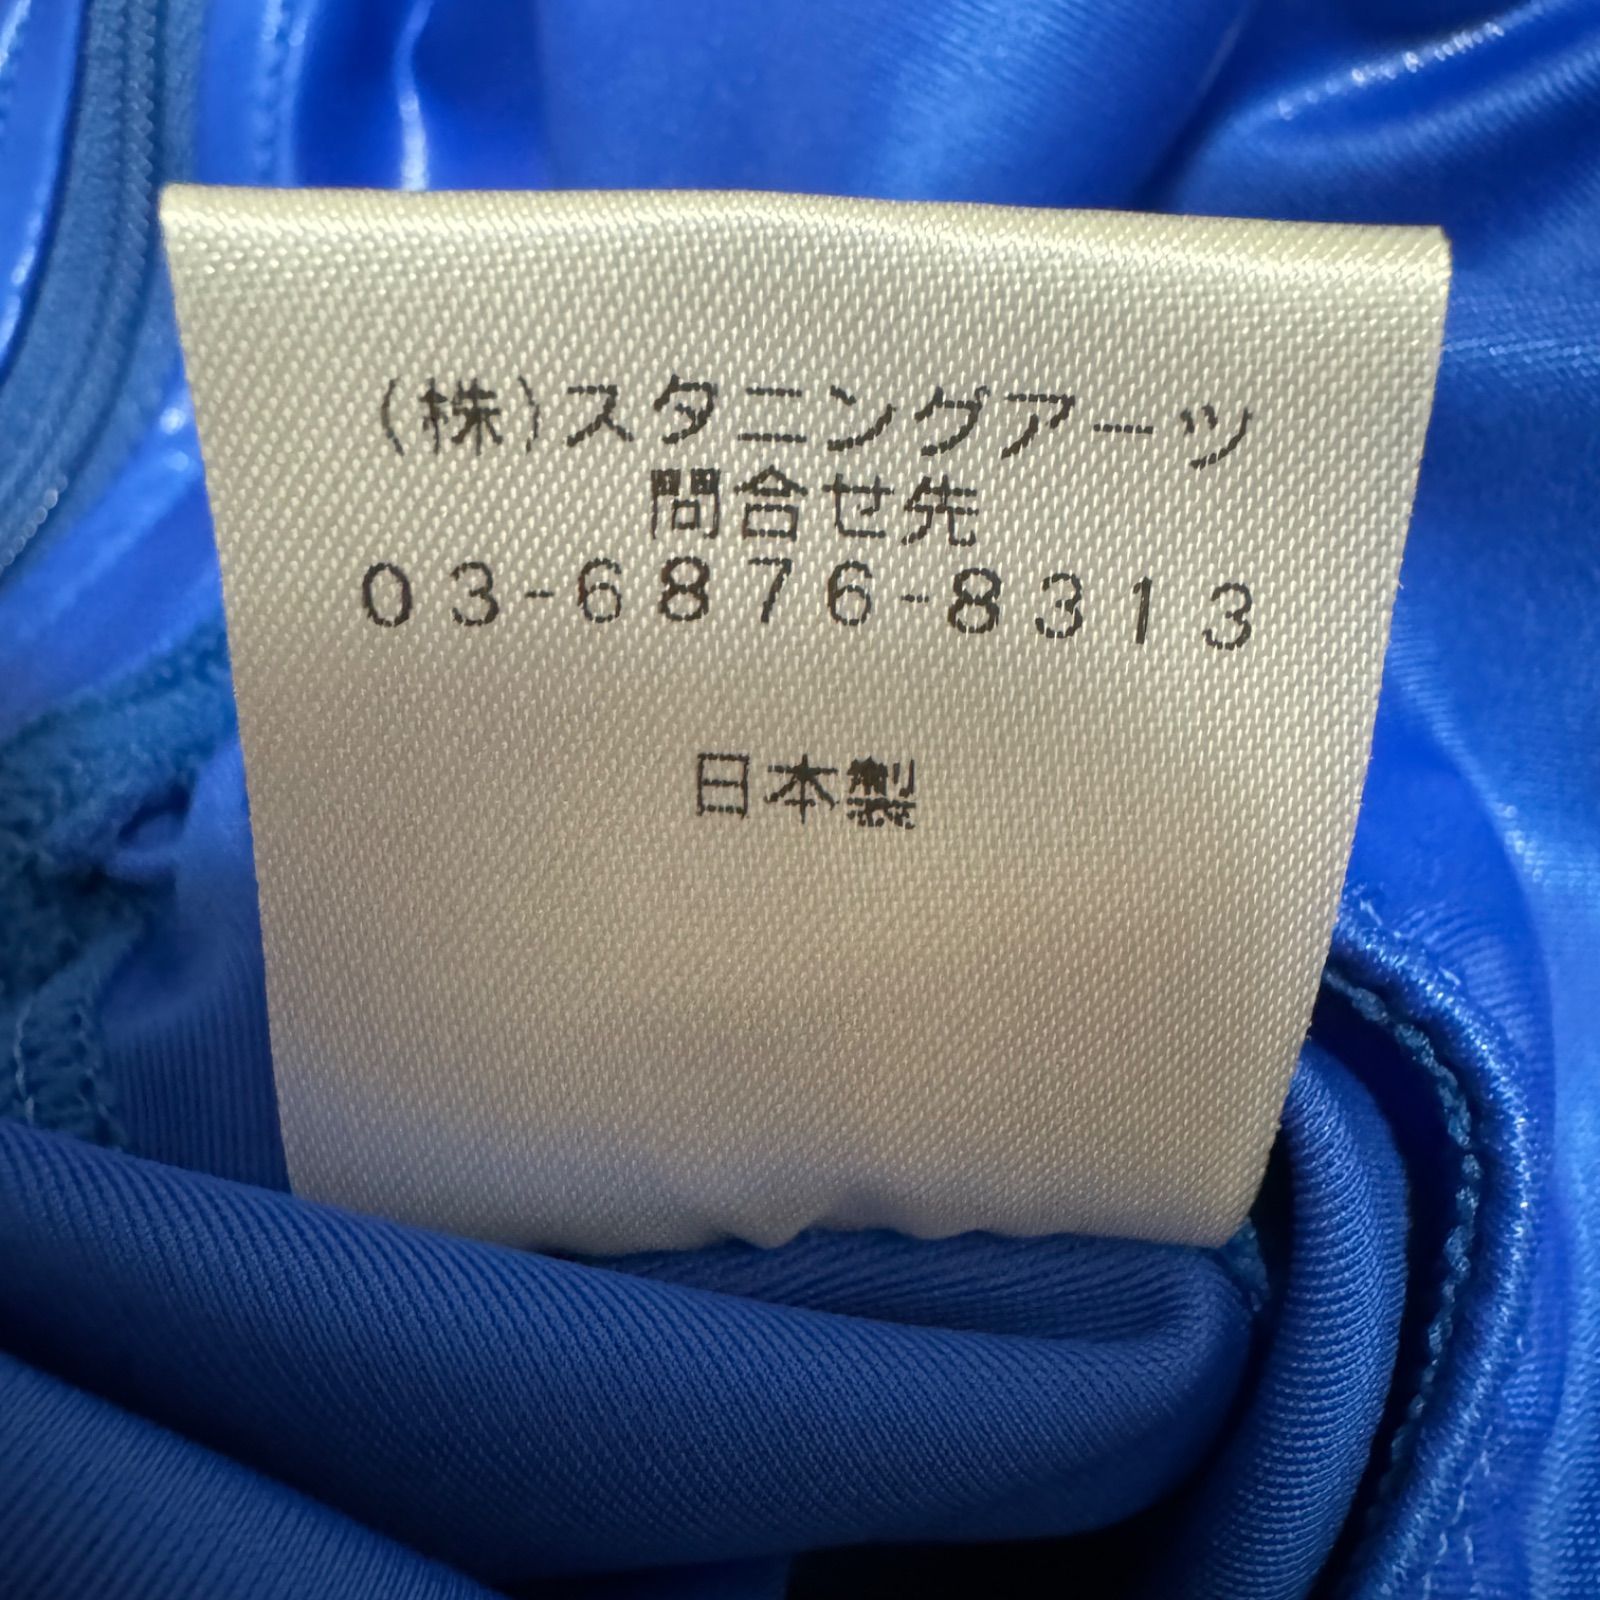 (株)スタニングアーツ
問合せ先
03-6876-8313
日本製